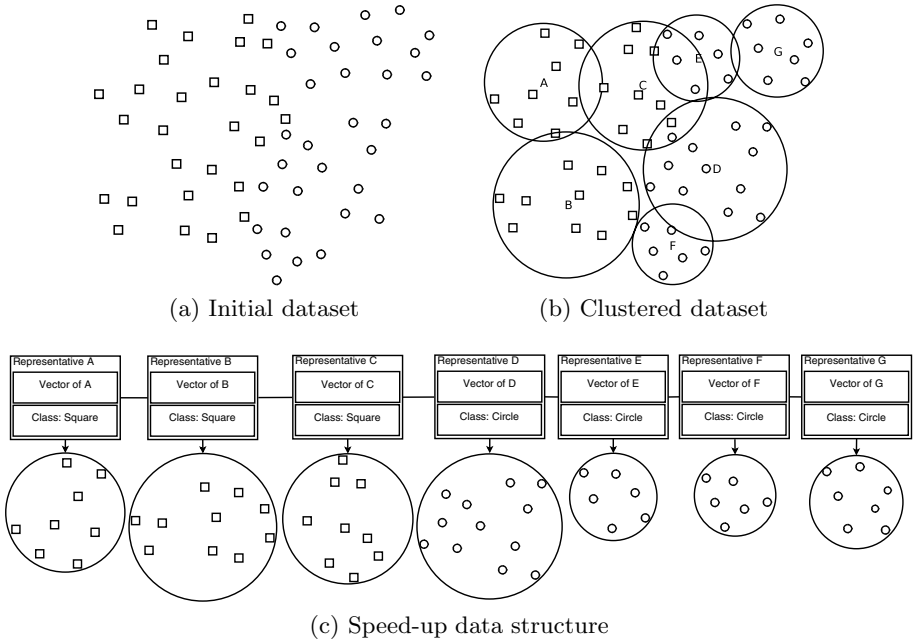 A
B
C
D
E
F
G
(a) Initial dataset
(b) Clustered dataset
Representative A
Vector of A
Class: Square
Representative B
Vector of B
Class: Square
Representative C
Vector of C
Class: Square
Representative D
Vector of D
Class: Circle
Representative E
Vector of E
Class: Circle
Representative F
Vector of F
Class: Circle
Representative G
Vector of G
Class: Circle
(c) Speed-up data structure